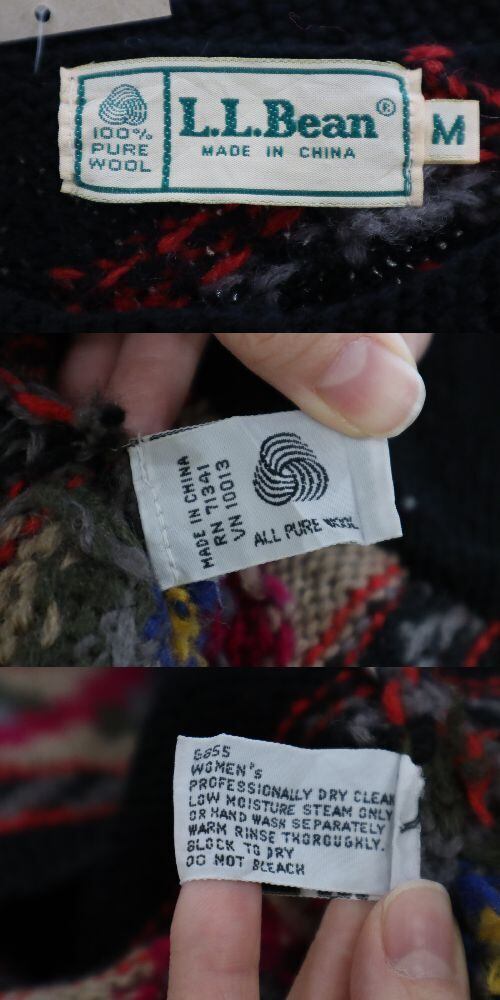 100%
PURE
WOOL
L.L.Bean®
MADE IN CHINA
M
MADE IN CHINA
RN 71341
VN 10013
ALL PURE WOOL
6855
WOMEN's
PROFESSIONALLY DRY CLEAN
LOW MOISTURE STEAM ONLY
OR HAND WASH SEPARATELY
WARM RINSE THOROUGHLY.
BLOCK TO DRY
DO NOT BLEACH